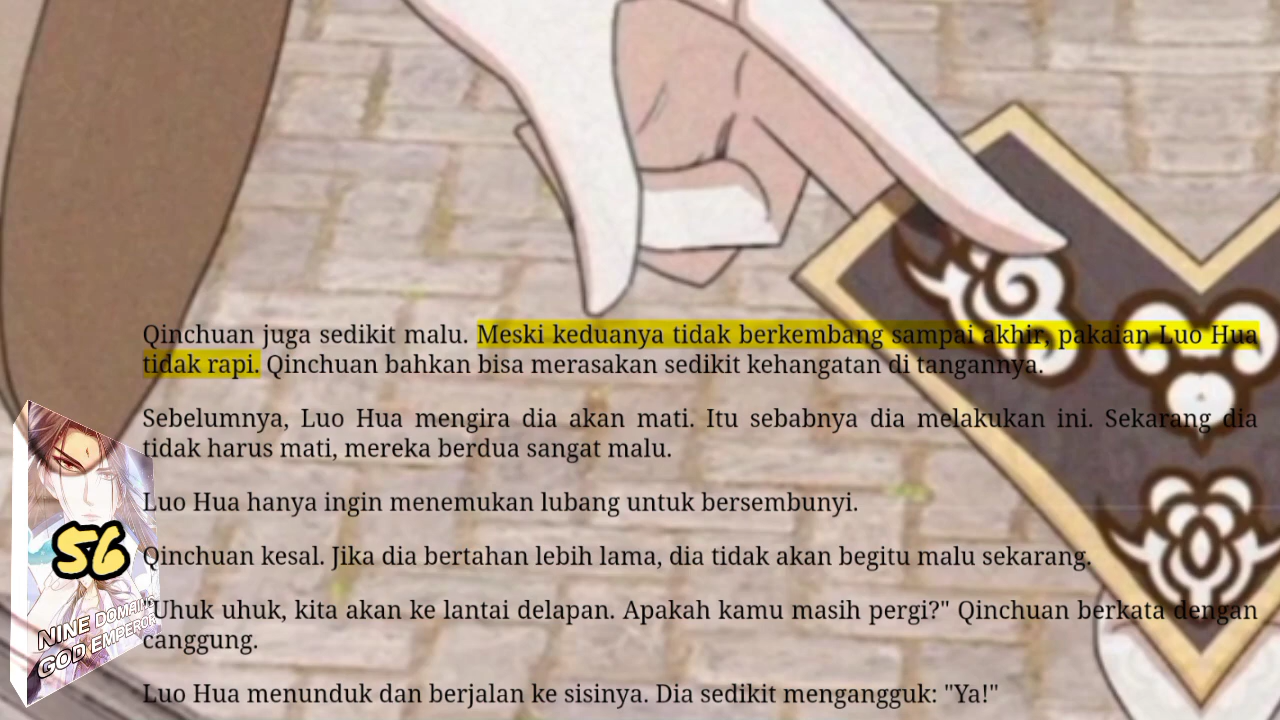 Qinchuan juga sedikit malu. Meski keduanya tidak berkembang sampai akhir, pakaian Luo Hua
tidak rapi. Qinchuan bahkan bisa merasakan sedikit kehangatan di tangannya.
Sebelumnya, Luo Hua mengira dia akan mati. Itu sebabnya dia melakukan ini. Sekarang dia
tidak harus mati, mereka berdua sangat malu.
Luo Hua hanya ingin menemukan lubang untuk bersembunyi.
Qinchuan kesal. Jika dia bertahan lebih lama, dia tidak akan begitu malu sekarang.
"Uhuk uhuk, kita akan ke lantai delapan. Apakah kamu masih pergi?" Qinchuan berkata dengan
canggung.
Luo Hua menunduk dan berjalan ke sisinya. Dia sedikit mengangguk: "Ya!"
56
NINE DOMAINS
GOD EMPEROR